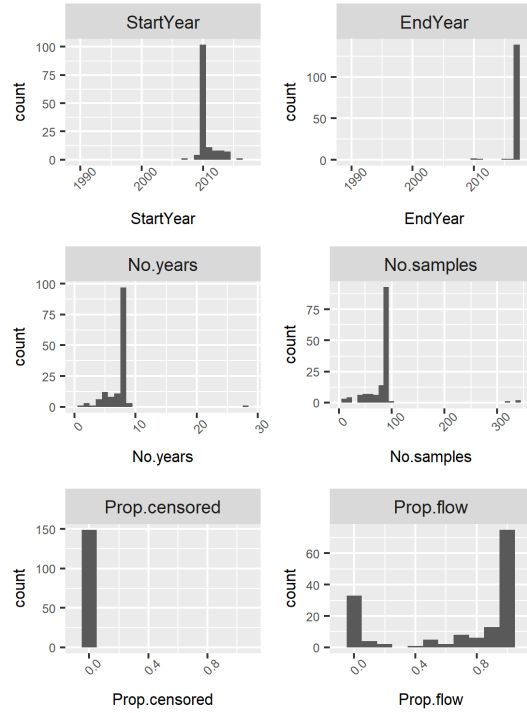 StartYear
count
100
75
50
25
0
1990
2000
2010
StartYear
EndYear
count
100
50
0
1990
2000
2010
EndYear
No.years
count
100
75
50
25
0
0
10
20
30
No.years
No.samples
count
75
50
25
0
0
100
200
300
No.samples
Prop.censored
count
150
100
50
0
0.0
0.4
0.8
Prop.censored
Prop.flow
count
60
40
20
0
0.0
0.4
0.8
Prop.flow